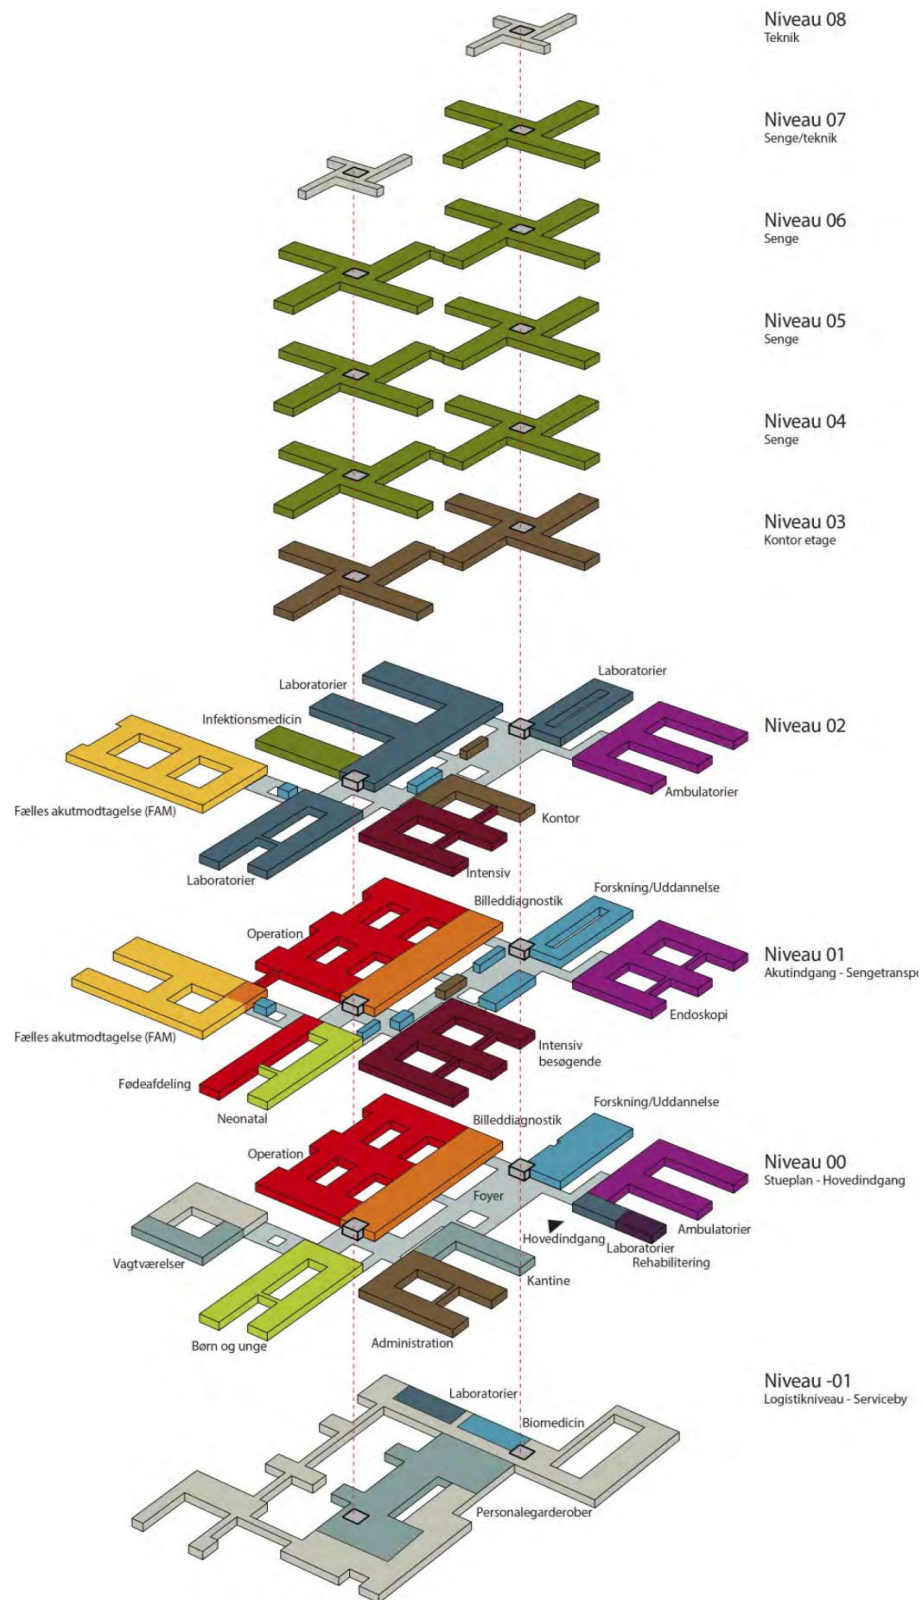 Niveau 08
Teknik
Niveau 07
Senge/teknik
Niveau 06
Senge
Niveau 05
Senge
Niveau 04
Senge
Niveau 03
Kontor etage
Laboratorier
Laboratorier
Infektionsmedicin
Niveau 02
Ambulatorier
Fælles akutmodtagelse (FAM)
Kontor
Laboratorier
Intensiv
Forskning/Uddannelse
Billeddiagnostik
Operation
Niveau 01
Akutindgang - Sengetranspo
Endoskopi
Fælles akutmodtagelse (FAM)
Intensiv
besøgende
Fødeafdeling
Neonatal
Forskning/Uddannelse
Billeddiagnostik
Operation
Niveau 00
Stueplan - Hovedindgang
Foyer
Ambulatorier
Hovedindgang
Laboratorier
Rehabilitering
Vagtværelser
Kantine
Børn og unge
Administration
Niveau -01
Logistikniveau - Serviceby
Laboratorier
Biomedicin
Personalegarderober